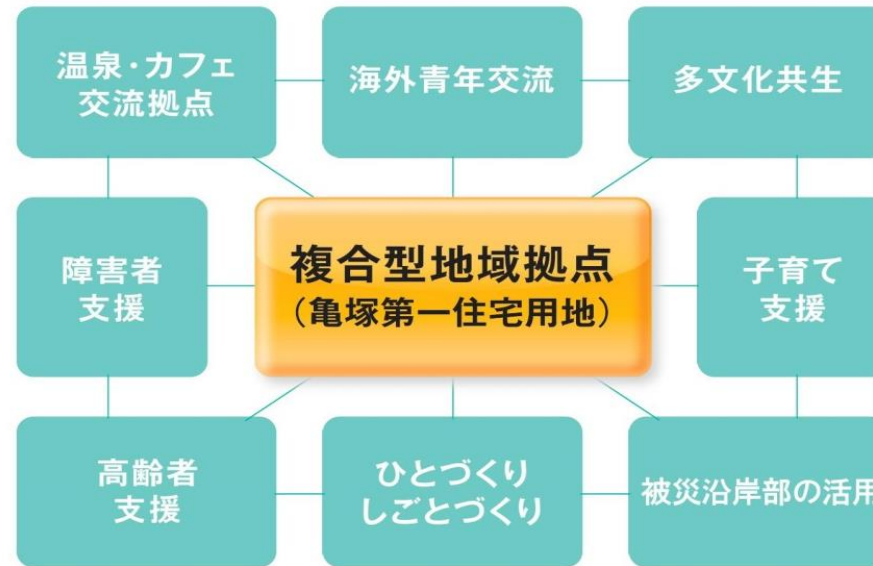 温泉・カフェ
交流拠点
海外青年交流
多文化共生
障害者
支援
複合型地域拠点
（亀塚第一住宅用地）
子育て
支援
高齢者
支援
ひとづくり
しごとづくり
被災沿岸部の活用